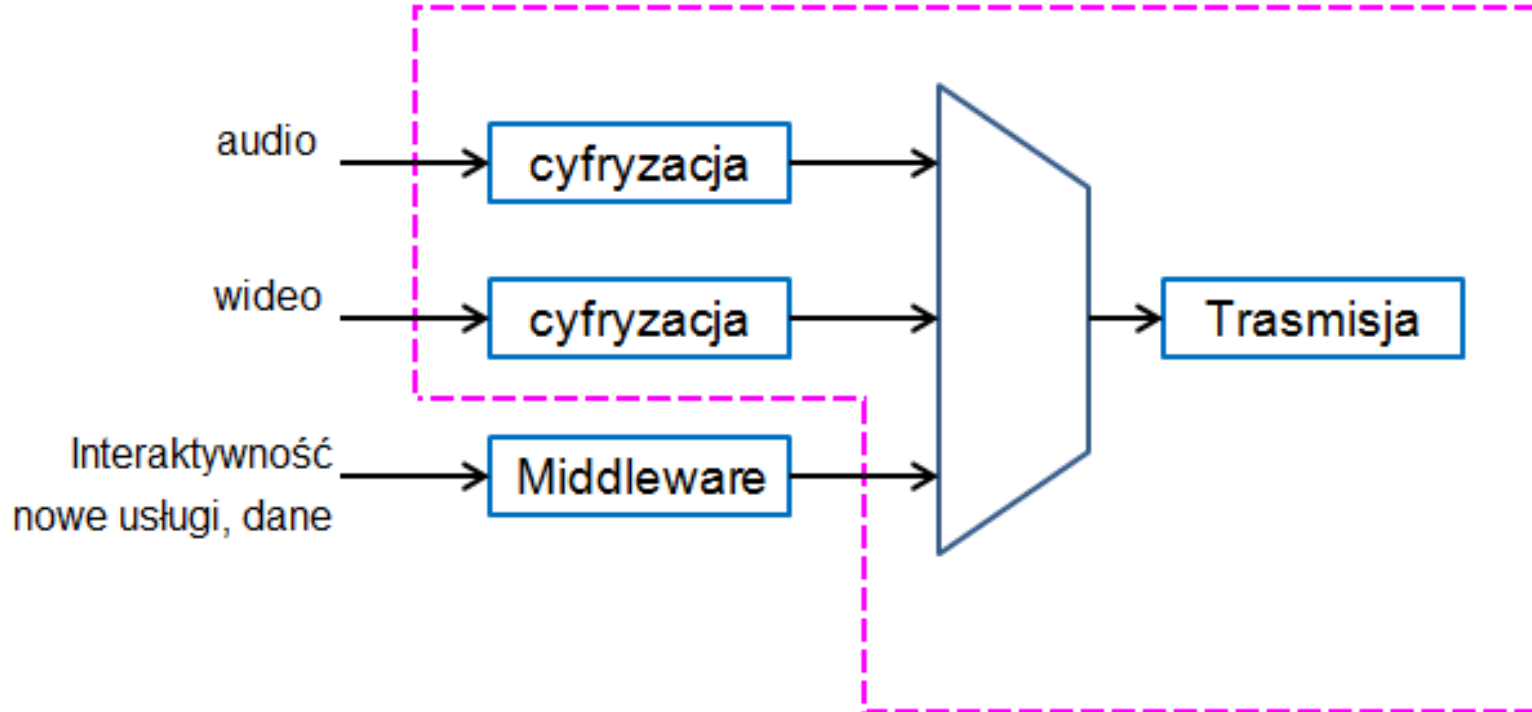 audio
cyfryzacja
wideo
cyfryzacja
Trasmisja
Interaktywność
nowe usługi, dane
Middleware